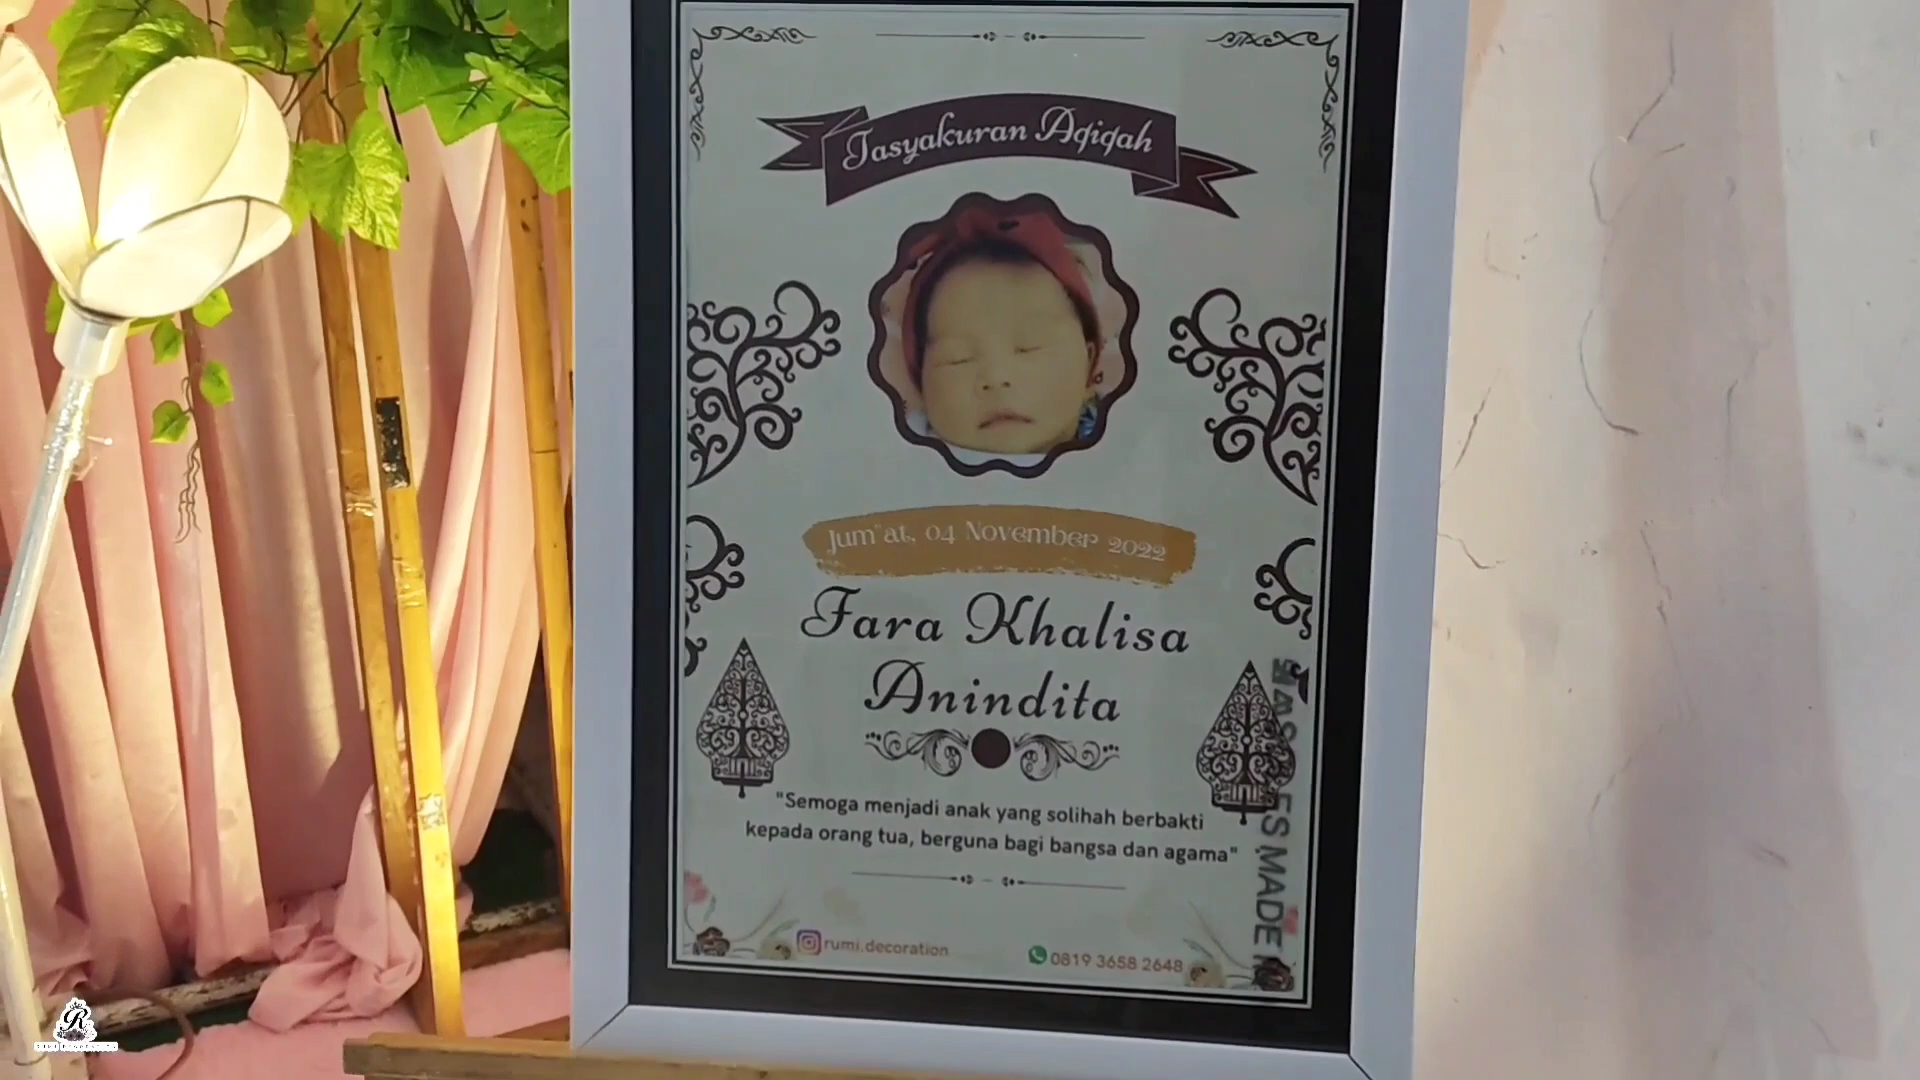 Tasyakuran Aqiqah
Jum"at, 04 November 2022
Fara Khalisa
Anindita
"Semoga menjadi anak yang solihah berbakti
kepada orang tua, berguna bagi bangsa dan agama"
rumi.decoration
0819 3658 2648
MADE
R